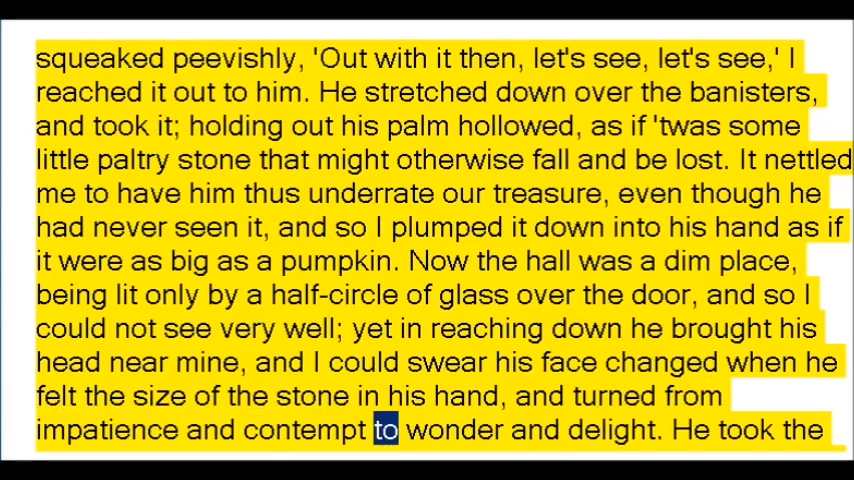 squeaked peevishly, 'Out with it then, let's see, let's see,' I
reached it out to him. He stretched down over the banisters,
and took it; holding out his palm hollowed, as if 'twas some
little paltry stone that might otherwise fall and be lost. It nettled
me to have him thus underrate our treasure, even though he
had never seen it, and so I plumped it down into his hand as if
it were as big as a pumpkin. Now the hall was a dim place,
being lit only by a half-circle of glass over the door, and so I
could not see very well; yet in reaching down he brought his
head near mine, and I could swear his face changed when he
felt the size of the stone in his hand, and turned from
impatience and contempt to wonder and delight. He took the